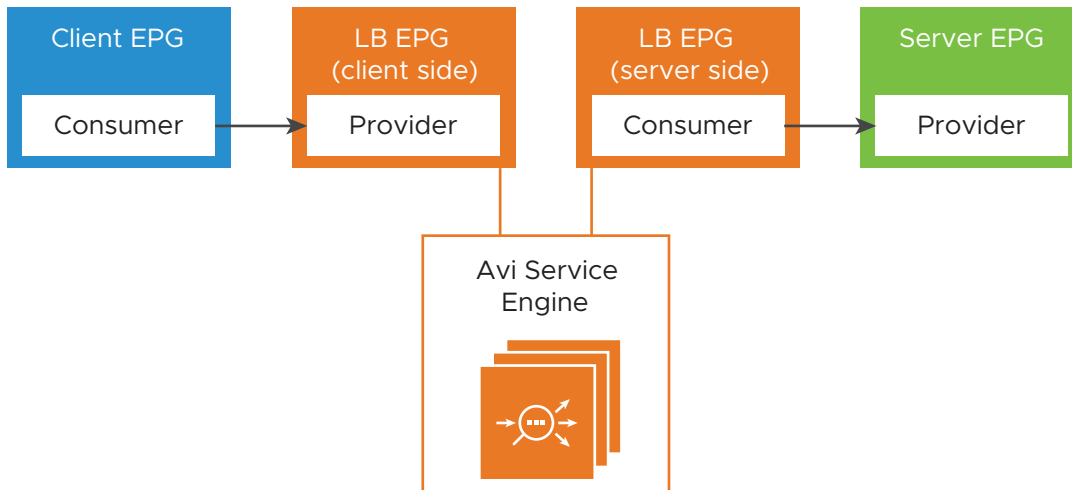 Client EPG
Consumer
LB EPG
(client side)
Provider
LB EPG
(server side)
Consumer
Server EPG
Provider
Avi Service
Engine